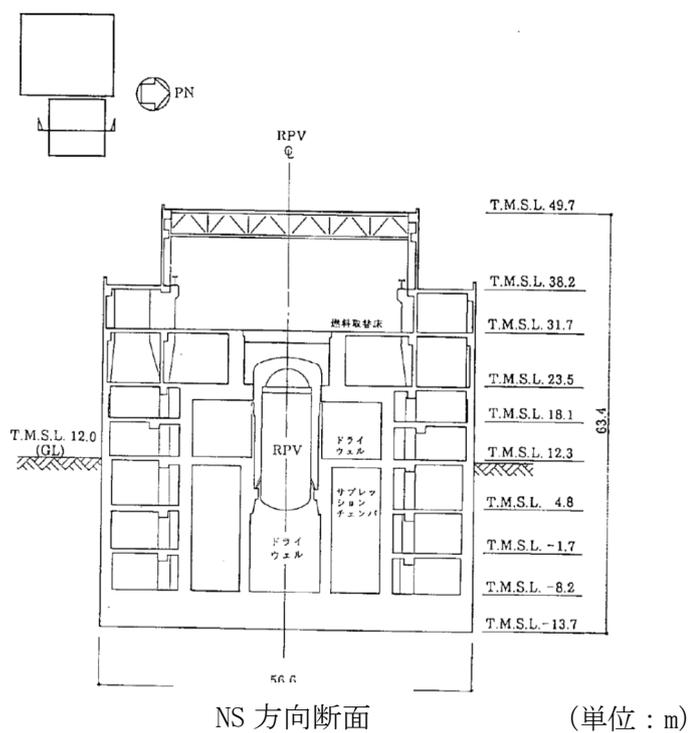 PN
RPV
℄
T.M.S.L. 49.7
T.M.S.L. 38.2
燃料取替床
T.M.S.L. 31.7
T.M.S.L. 23.5
T.M.S.L. 18.1
T.M.S.L. 12.0
(GL)
RPV
ドライ
ウェル
T.M.S.L. 12.3
63.4
サプレッ
ション
チェンバ
T.M.S.L. 4.8
ドライ
ウェル
T.M.S.L. -1.7
T.M.S.L. -8.2
T.M.S.L. -13.7
56.6
NS 方向断面
(単位：m)